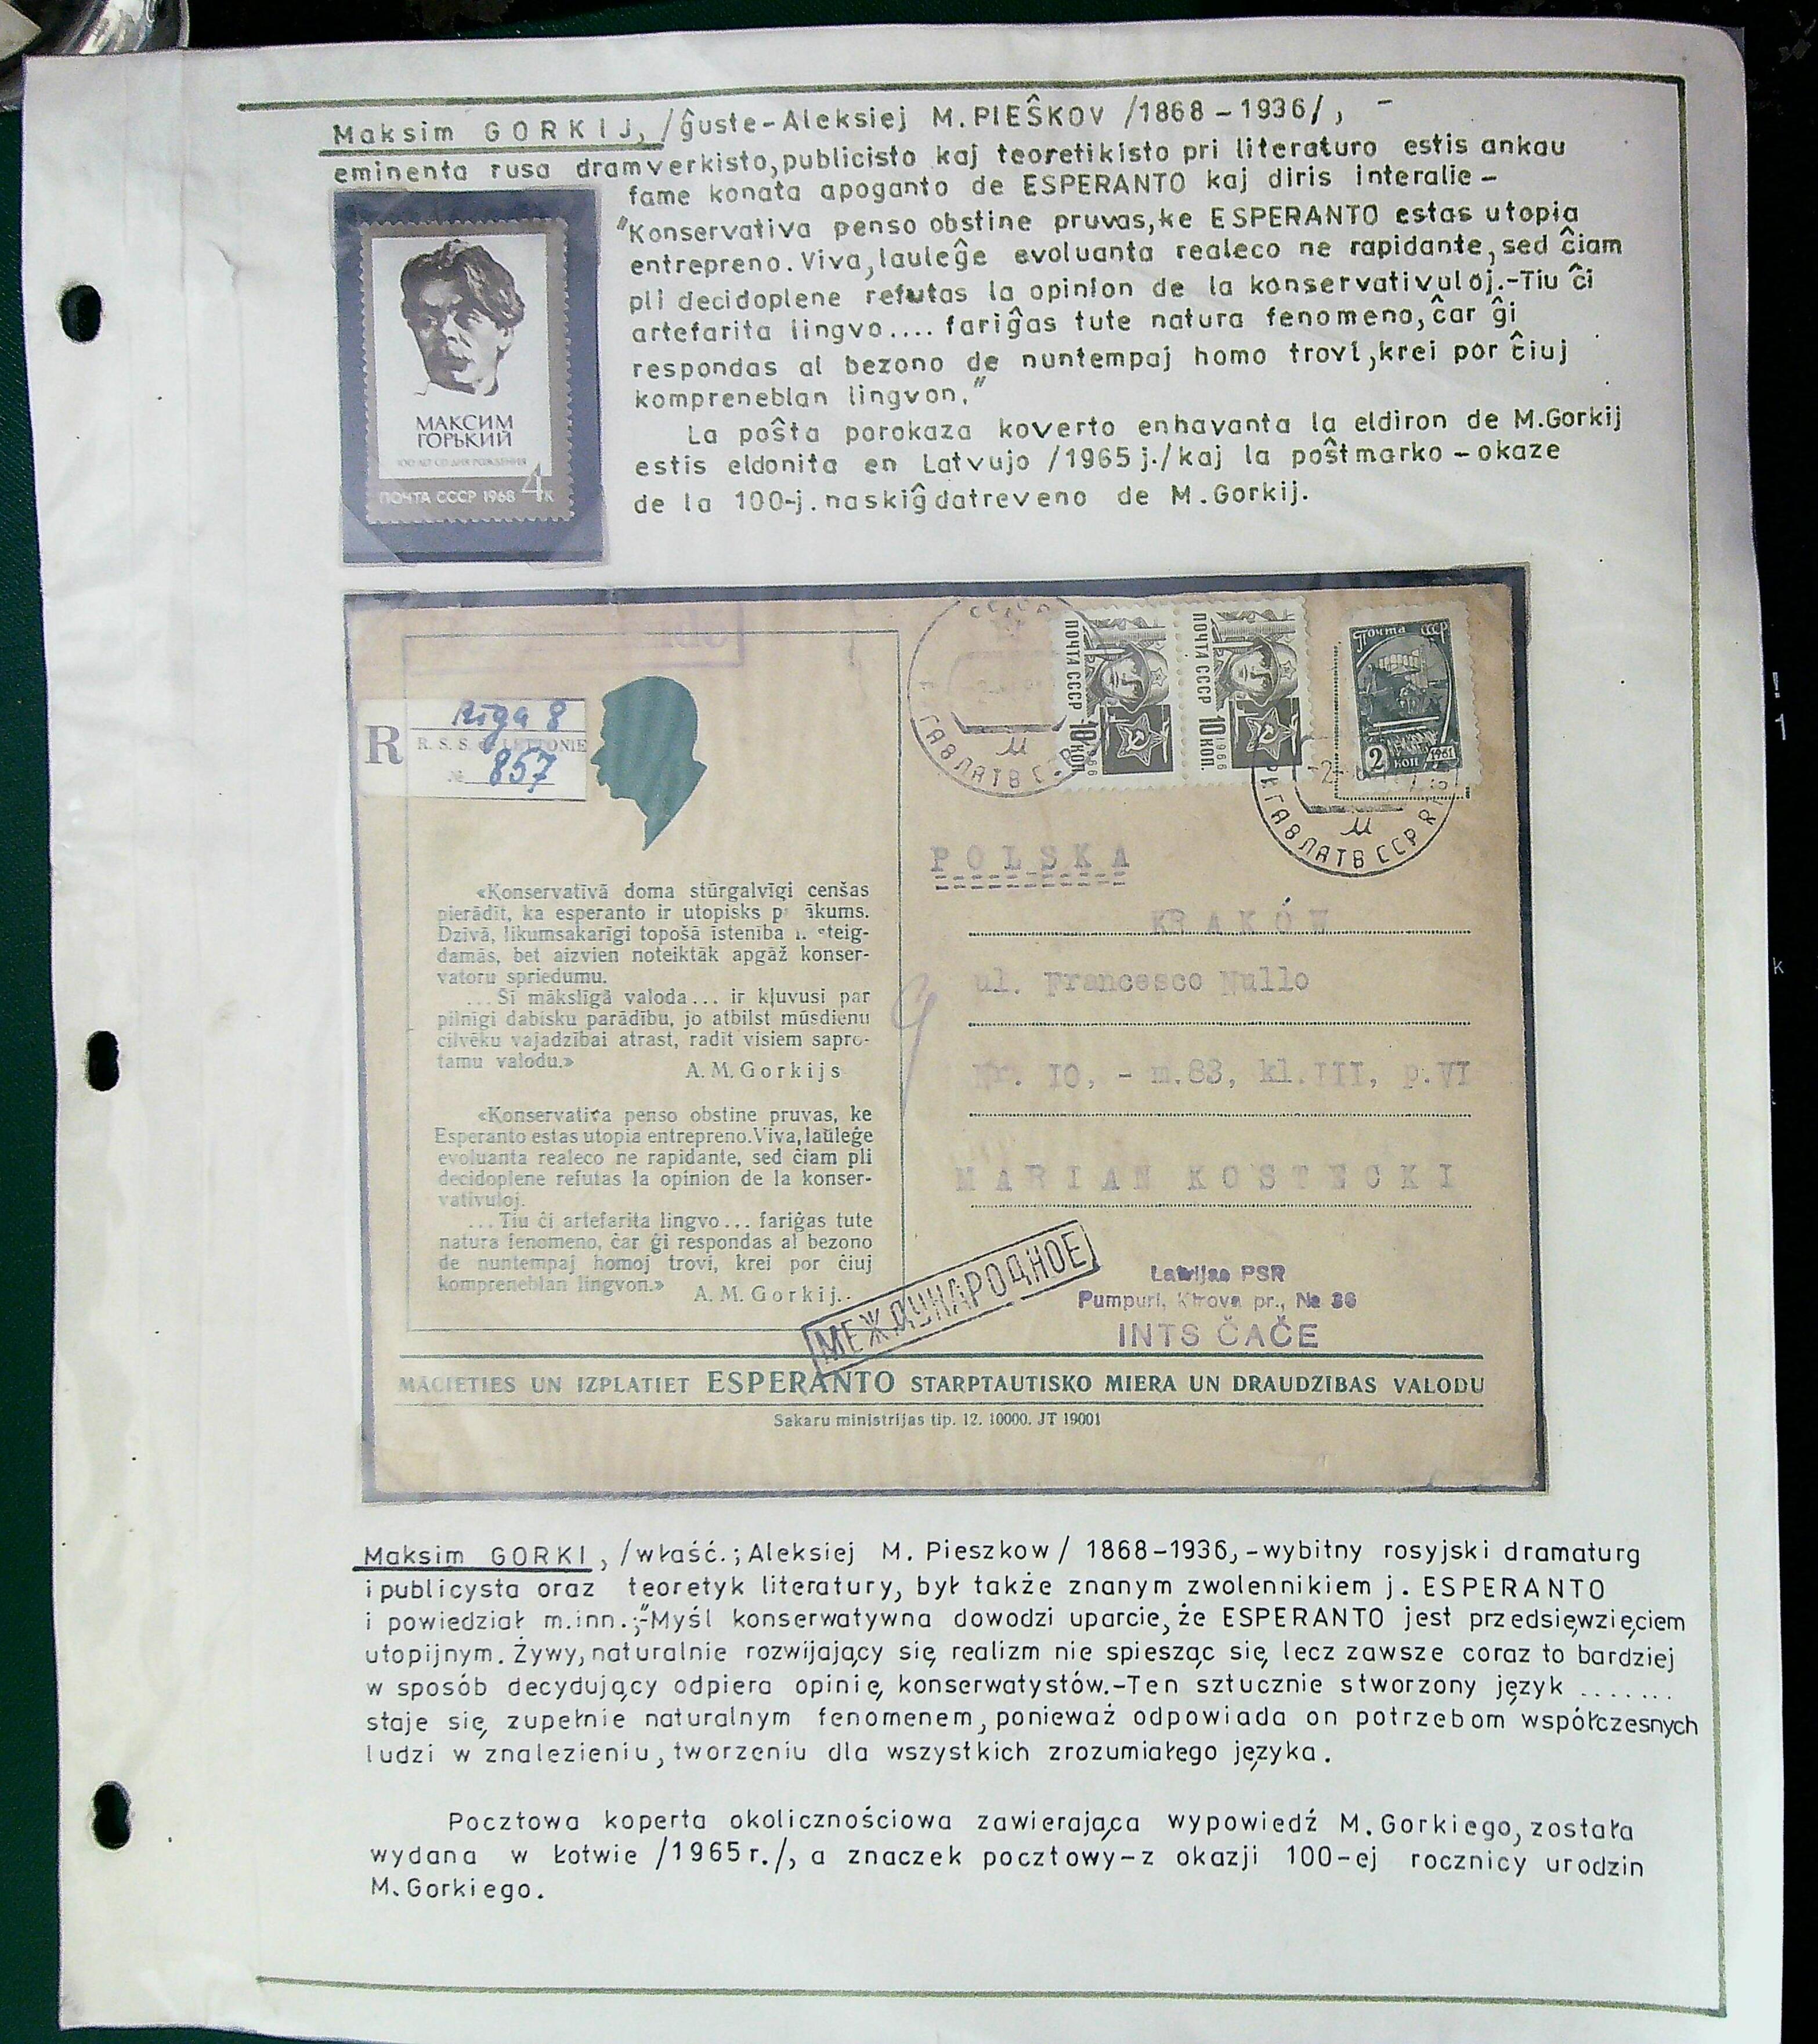 Maksim GORKIJ, /ĝuste-Aleksiej M. PIEŜKOV /1868-1936/, -
eminenta rusa dramverkisto, publicisto kaj teoretikisto pri literaturo estis ankau
fame konata apoganto de ESPERANTO kaj diris interalie-
"Konservativa penso obstine pruvas, ke ESPERANTO estas utopia
entrepreno. Viva, lauleĝe evoluanta realeco ne rapidante, sed ĉiam
pli decidoplene refutas la opinion de la konservativuloj.-Tiu ĉi
artefarita lingvo.... fariĝas tute natura fenomeno, ĉar ĝi
respondas al bezono de nuntempaj homo trovi, krei por ĉiuj
kompreneblan lingvon."
La poŝta porokaza koverto enhavanta la eldiron de M.Gorkij
estis eldonita en Latvujo /1965 j./ kaj la poŝtmarko - okaze
de la 100-j. naskiĝdatreveno de M. Gorkij.
МАКСИМ
ГОРЬКИЙ
100 ЛЕТ СО ДНЯ РОЖДЕНИЯ
ПОЧТА СССР 1968 4к
R
Rīga 8
R. S. S. LETTONIE
№ 857
ПОЧТА СССР 10 КОП. 1966
ПОЧТА СССР 10 КОП. 1966
Почта СССР
2 КОП 1961
РИГА 8 ЛАТВ ССР
«Konservatīvā doma stūrgalvīgi cenšas
pierādīt, ka esperanto ir utopisks
Dzīvā, likumsakarīgi topošā īstenība
damās, bet aizvien noteiktāk apgāž konser-
vatoru spriedumu.
... Šī mākslīgā valoda... ir kļuvusi par
pilnīgi dabisku parādību, jo atbilst mūsdienu
cilvēku vajadzībai atrast, radīt visiem sapro-
tamu valodu.»
A. M. Gorkijs
«Konservativa penso obstine pruvas, ke
Esperanto estas utopia entrepreno. Viva, laŭleĝe
evoluanta realeco ne rapidante, sed ĉiam pli
decidoplene refutas la opinion de la konser-
vativuloj.
... Tiu ĉi artefarita lingvo... fariĝas tute
natura fenomeno, ĉar ĝi respondas al bezono
de nuntempaj homoj trovi, krei por ĉiuj
kompreneblan lingvon.»
A. M. Gorkij.
POLSKA
KRAKÓW
ul. Francesco Nullo
Nr. 10, - m.83, kl.III, p.VI
MARIAN KOSTECKI
МЕЖДУНАРОДНОЕ
Latvijas PSR
Pumpuri, Kirova pr., № 36
INTS ČAČE
MĀCIETIES UN IZPLATIET ESPERANTO STARPTAUTISKO MIERA UN DRAUDZĪBAS VALODU
Sakaru ministrijas tip. 12. 10000. JT 19001
Maksim GORKI, /właść.; Aleksiej M. Pieszkow/ 1868-1936,-wybitny rosyjski dramaturg
i publicysta oraz teoretyk literatury, był także znanym zwolennikiem j. ESPERANTO
i powiedział m.inn.;-"Myśl konserwatywna dowodzi uparcie, że ESPERANTO jest przedsięwzięciem
utopijnym. Żywy, naturalnie rozwijający się realizm nie spiesząc się, lecz zawsze coraz to bardziej
w sposób decydujący odpiera opinię konserwatystów.-Ten sztucznie stworzony język .......
staje się zupełnie naturalnym fenomenem, ponieważ odpowiada on potrzebom współczesnych
ludzi w znalezieniu, tworzeniu dla wszystkich zrozumiałego języka.
Pocztowa koperta okolicznościowa zawierająca wypowiedź M. Gorkiego, została
wydana w Łotwie /1965 r./, a znaczek pocztowy-z okazji 100-ej rocznicy urodzin
M. Gorkiego.